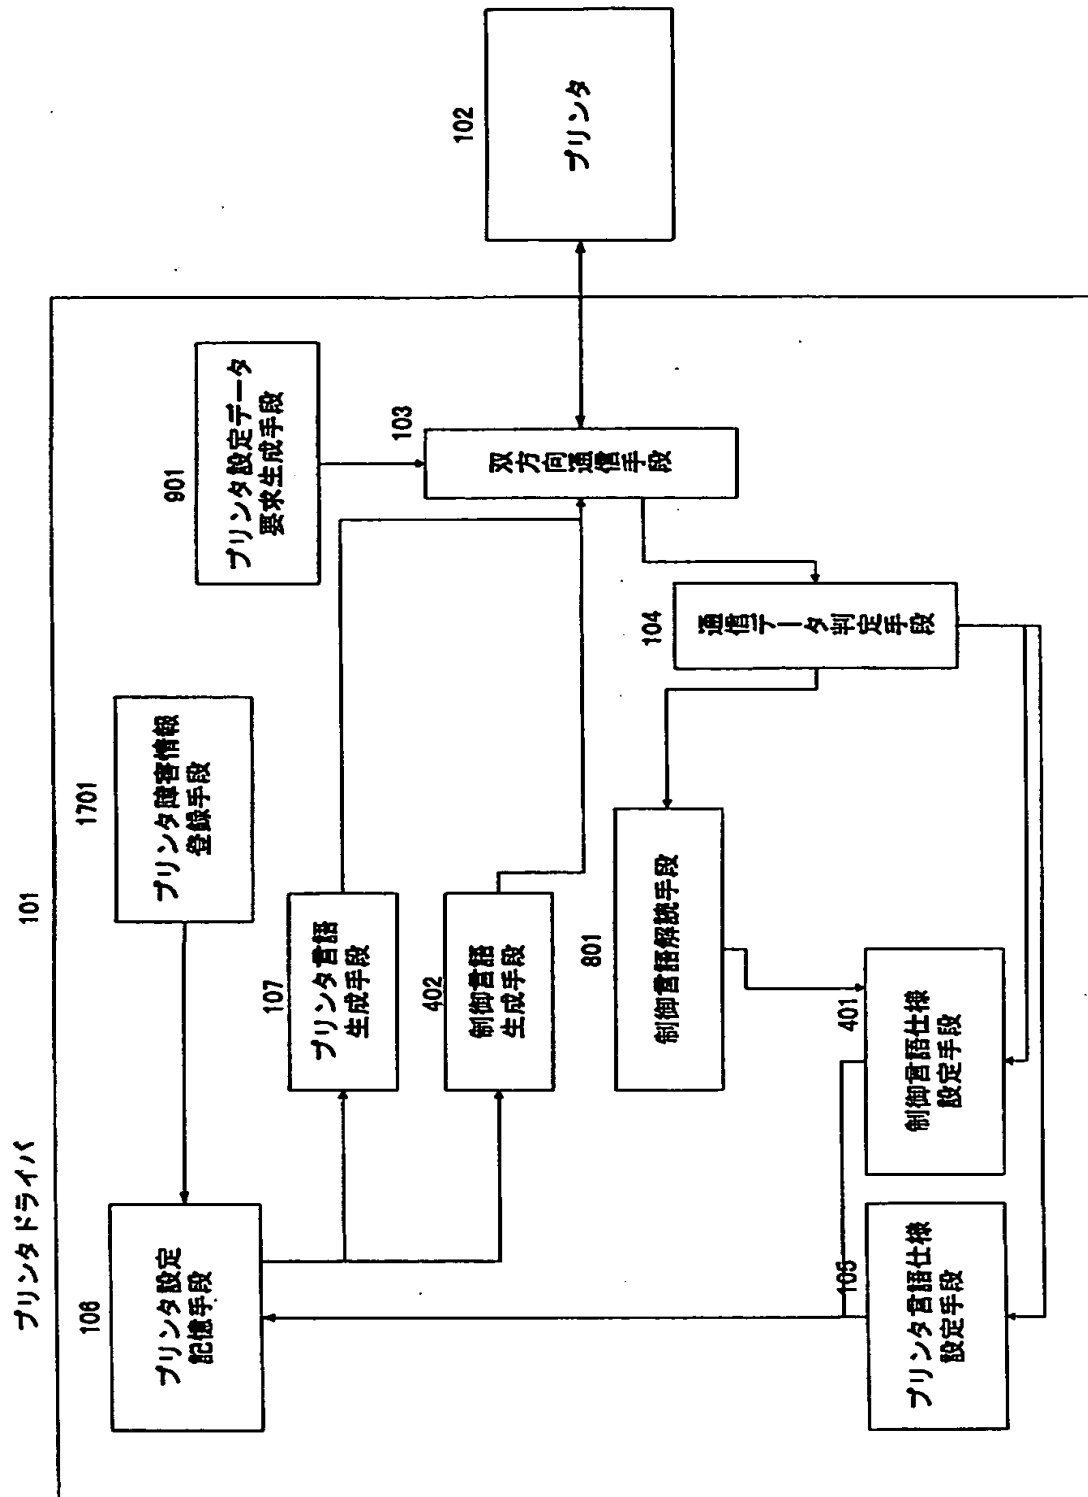 プリンタドライバ
101
106
プリンタ設定
記憶手段
1701
プリンタ障害情報
登録手段
901
プリンタ設定データ
要求生成手段
107
プリンタ言語
生成手段
402
制御言語
生成手段
103
双方向通信手段
102
プリンタ
801
制御言語解読手段
104
通信データ判定手段
105
プリンタ言語仕様
設定手段
401
制御言語仕様
設定手段